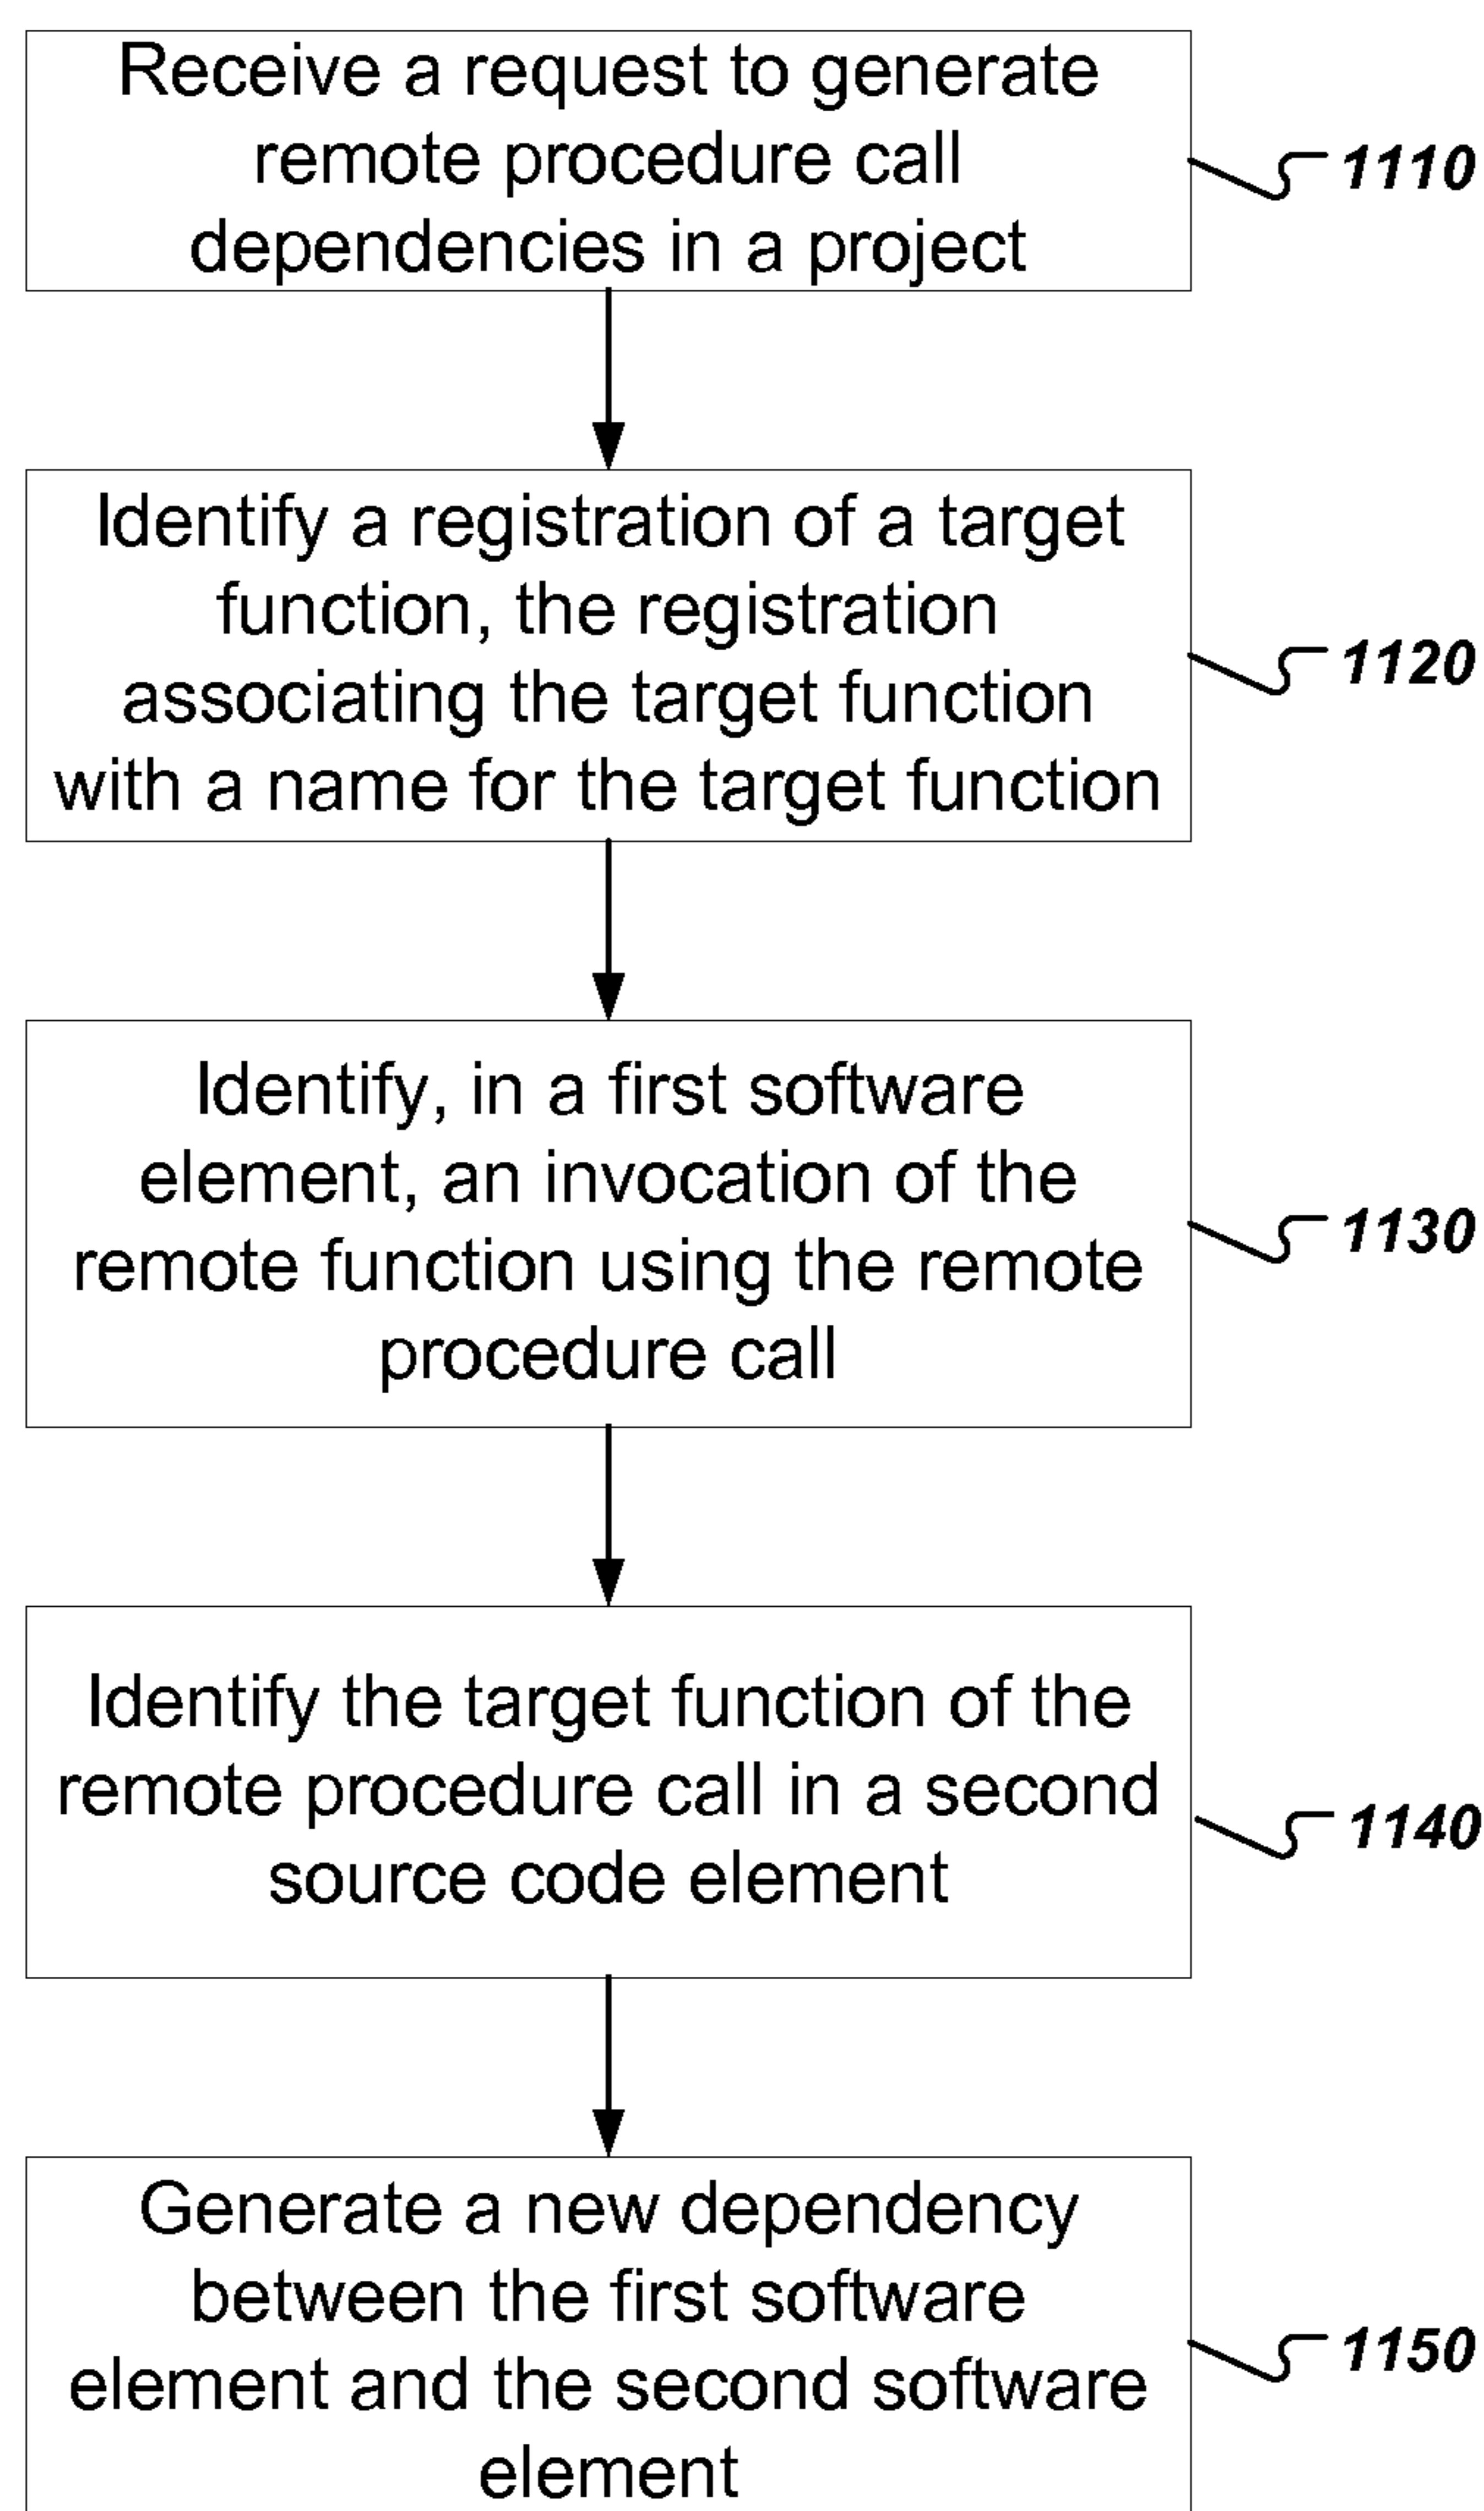 Receive a request to generate
remote procedure call
dependencies in a project
1110
Identify a registration of a target
function, the registration
associating the target function
with a name for the target function
1120
Identify, in a first software
element, an invocation of the
remote function using the remote
procedure call
1130
Identify the target function of the
remote procedure call in a second
source code element
1140
Generate a new dependency
between the first software
element and the second software
element
1150